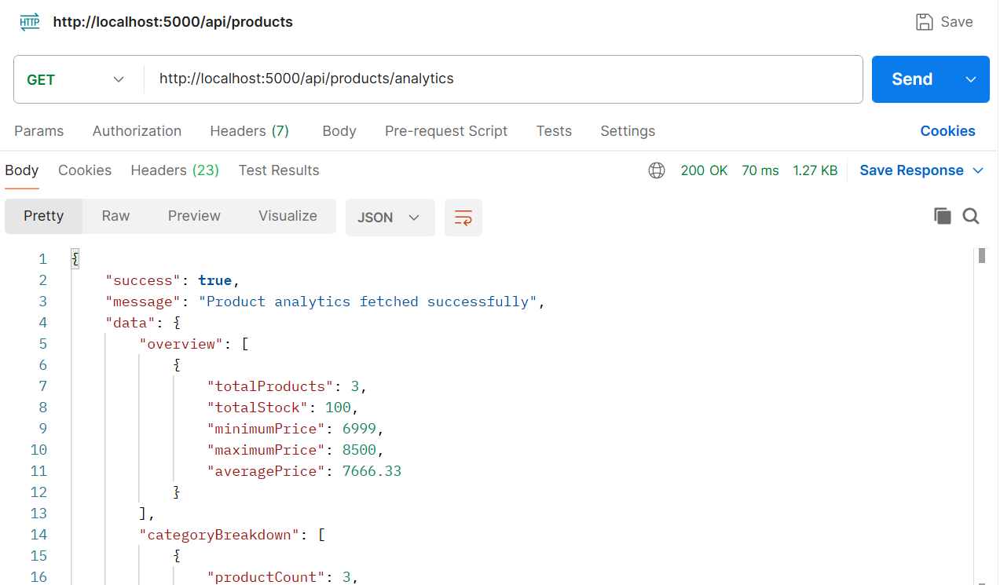 HTTP http://localhost:5000/api/products Save
GET http://localhost:5000/api/products/analytics Send
Params Authorization Headers (7) Body Pre-request Script Tests Settings Cookies
Body Cookies Headers (23) Test Results 200 OK 70 ms 1.27 KB Save Response
Pretty Raw Preview Visualize JSON
1 {
2 "success": true,
3 "message": "Product analytics fetched successfully",
4 "data": {
5 "overview": [
6 {
7 "totalProducts": 3,
8 "totalStock": 100,
9 "minimumPrice": 6999,
10 "maximumPrice": 8500,
11 "averagePrice": 7666.33
12 }
13 ],
14 "categoryBreakdown": [
15 {
16 "productCount": 3,